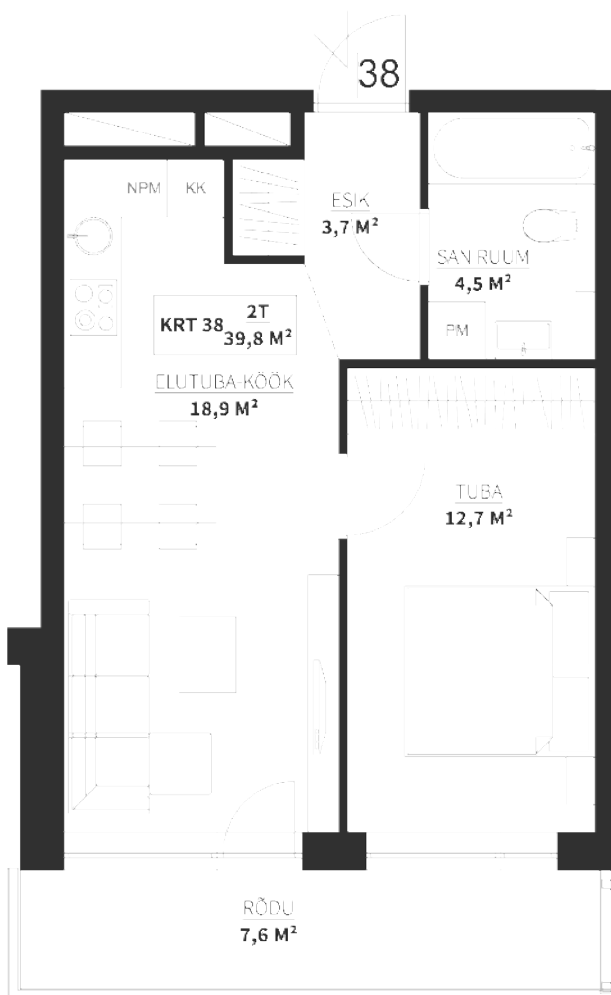 38
NPM KK
ESIK
3,7 M²
SAN RUUM
4,5 M²
KRT 38 2T
39,8 M²
PM
ELUTUBA-KÖÖK
18,9 M²
TUBA
12,7 M²
RÕDU
7,6 M²